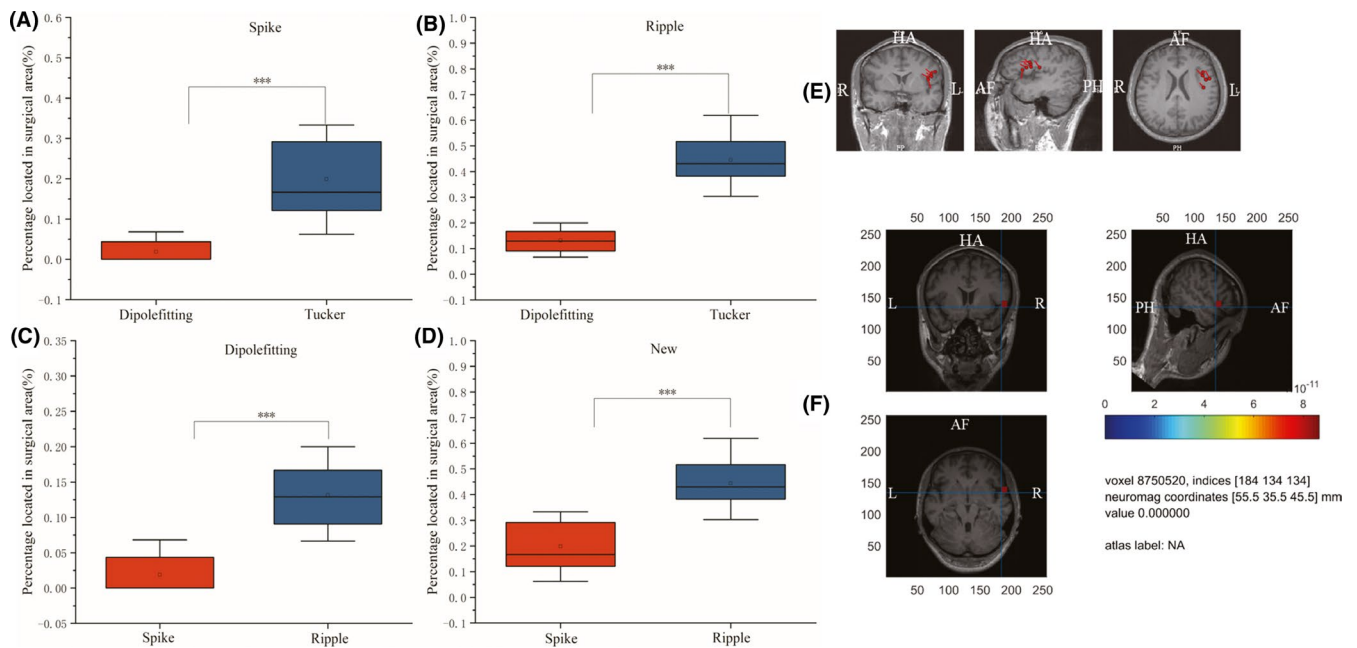 (A)
Spike
Percentage located in surgical area(%)
0.6
0.5
0.4
0.3
0.2
0.1
0.0
-0.1
***
Dipolefitting Tucker
(B)
Ripple
Percentage located in surgical area(%)
1.0
0.9
0.8
0.7
0.6
0.5
0.4
0.3
0.2
0.1
0.0
-0.1
***
Dipolefitting Tucker
(C)
Dipolefitting
Percentage located in surgical area(%)
0.35
0.30
0.25
0.20
0.15
0.10
0.05
0.00
-0.05
***
Spike Ripple
(D)
New
Percentage located in surgical area(%)
1.0
0.9
0.8
0.7
0.6
0.5
0.4
0.3
0.2
0.1
0.0
-0.1
***
Spike Ripple
(E)
HA
R L
PP
HA
AF PH
AF
R L
PH
(F)
50 100 150 200 250
250
200
150
100
50
HA
L R
50 100 150 200 250
250
200
150
100
50
HA
PH AF
250
200
150
100
50
AF
L R
50 100 150 200 250
0 2 4 6 8
voxel 8750520, indices [184 134 134]
neuromag coordinates [55.5 35.5 45.5] mm
value 0.000000
atlas label: NA